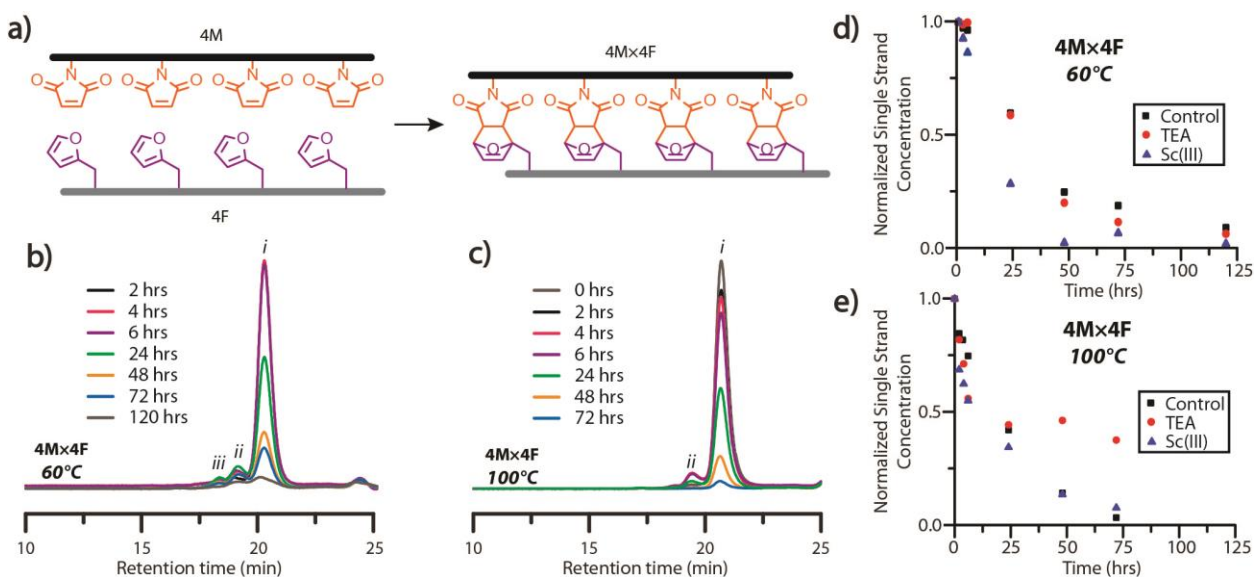 a)
4M
O N O O N O O N O O N O
O O O O
4F
4M×4F
O N O O N O O N O O N O
O O O O
b)
i
2 hrs
4 hrs
6 hrs
24 hrs
48 hrs
72 hrs
120 hrs
iii ii
4M×4F
60°C
10 15 20 25
Retention time (min)
c)
i
0 hrs
2 hrs
4 hrs
6 hrs
24 hrs
48 hrs
72 hrs
ii
4M×4F
100°C
10 15 20 25
Retention time (min)
d)
Normalized Single Strand
Concentration
1.0
0.5
0.0
4M×4F
60°C
Control
TEA
Sc(III)
0 25 50 75 100 125
Time (hrs)
e)
Normalized Single Strand
Concentration
1.0
0.5
0.0
4M×4F
100°C
Control
TEA
Sc(III)
0 25 50 75 100 125
Time (hrs)